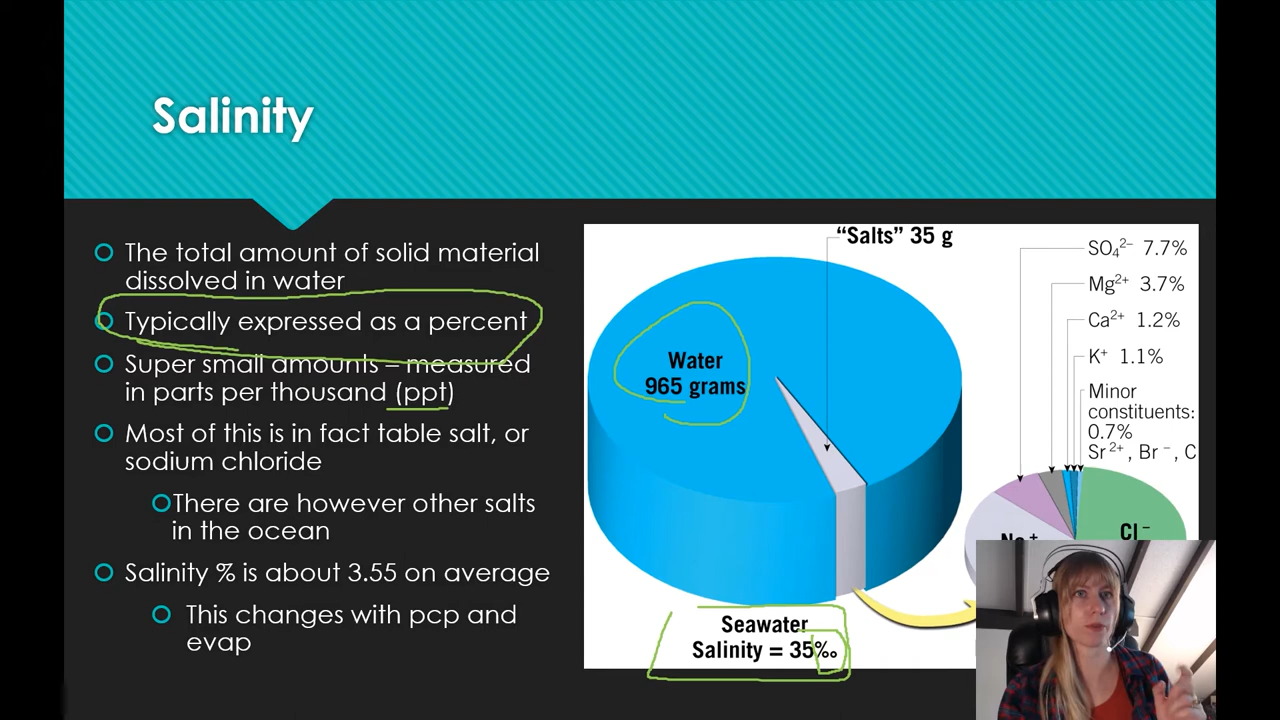 Salinity
The total amount of solid material
dissolved in water
Typically expressed as a percent
Super small amounts – measured
in parts per thousand (ppt)
Most of this is in fact table salt, or
sodium chloride
There are however other salts
in the ocean
Salinity % is about 3.55 on average
This changes with pcp and
evap
"Salts" 35 g
Water
965 grams
Seawater
Salinity = 35‰
SO₄²⁻ 7.7%
Mg²⁺ 3.7%
Ca²⁺ 1.2%
K⁺ 1.1%
Minor
constituents:
0.7%
Sr²⁺, Br⁻, C
Cl⁻